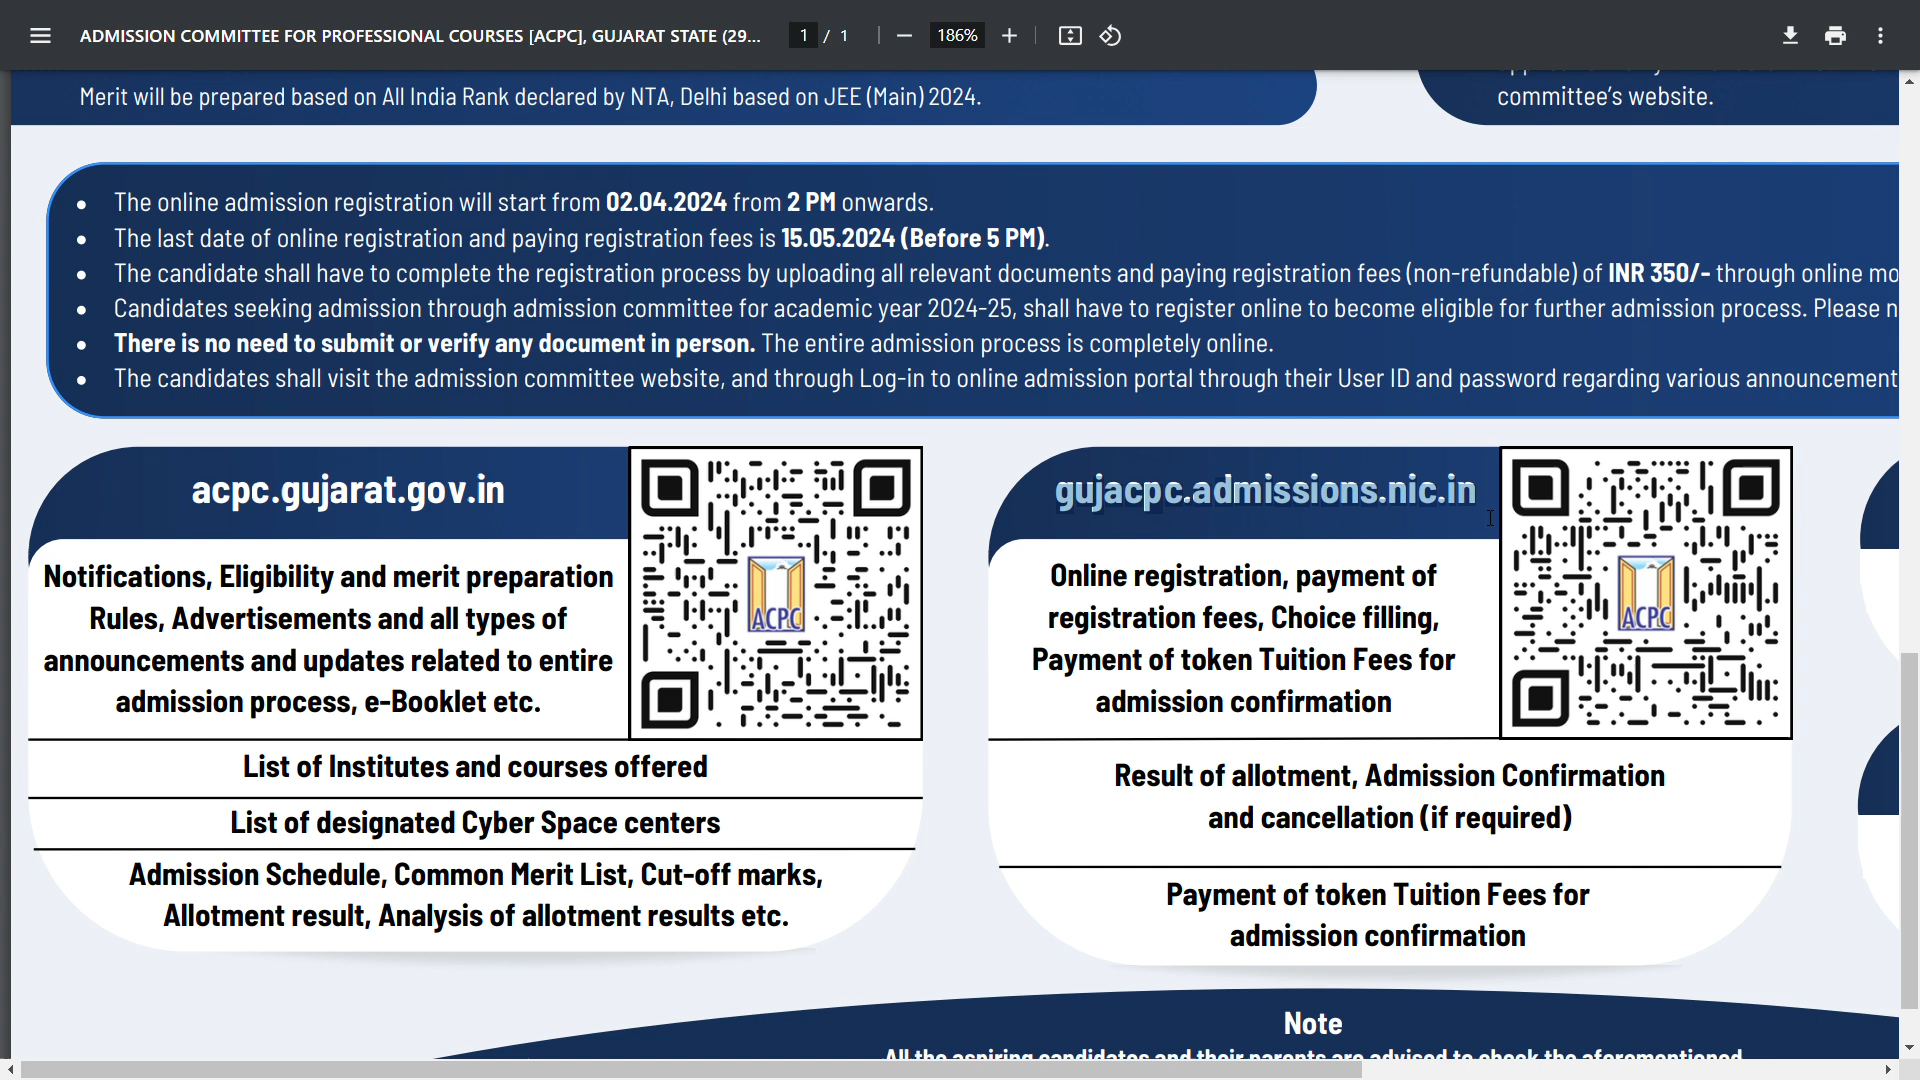 ADMISSION COMMITTEE FOR PROFESSIONAL COURSES [ACPC], GUJARAT STATE (29...
1 / 1
186%
Merit will be prepared based on All India Rank declared by NTA, Delhi based on JEE (Main) 2024.
committee's website.
• The online admission registration will start from 02.04.2024 from 2 PM onwards.
• The last date of online registration and paying registration fees is 15.05.2024 (Before 5 PM).
• The candidate shall have to complete the registration process by uploading all relevant documents and paying registration fees (non-refundable) of INR 350/- through online mo
• Candidates seeking admission through admission committee for academic year 2024-25, shall have to register online to become eligible for further admission process. Please n
• There is no need to submit or verify any document in person. The entire admission process is completely online.
• The candidates shall visit the admission committee website, and through Log-in to online admission portal through their User ID and password regarding various announcement
acpc.gujarat.gov.in
Notifications, Eligibility and merit preparation
Rules, Advertisements and all types of
announcements and updates related to entire
admission process, e-Booklet etc.
ACPC
List of Institutes and courses offered
List of designated Cyber Space centers
Admission Schedule, Common Merit List, Cut-off marks,
Allotment result, Analysis of allotment results etc.
gujacpc.admissions.nic.in
Online registration, payment of
registration fees, Choice filling,
Payment of token Tuition Fees for
admission confirmation
ACPC
Result of allotment, Admission Confirmation
and cancellation (if required)
Payment of token Tuition Fees for
admission confirmation
Note
All the aspiring candidates and their parents are advised to check the aforementioned